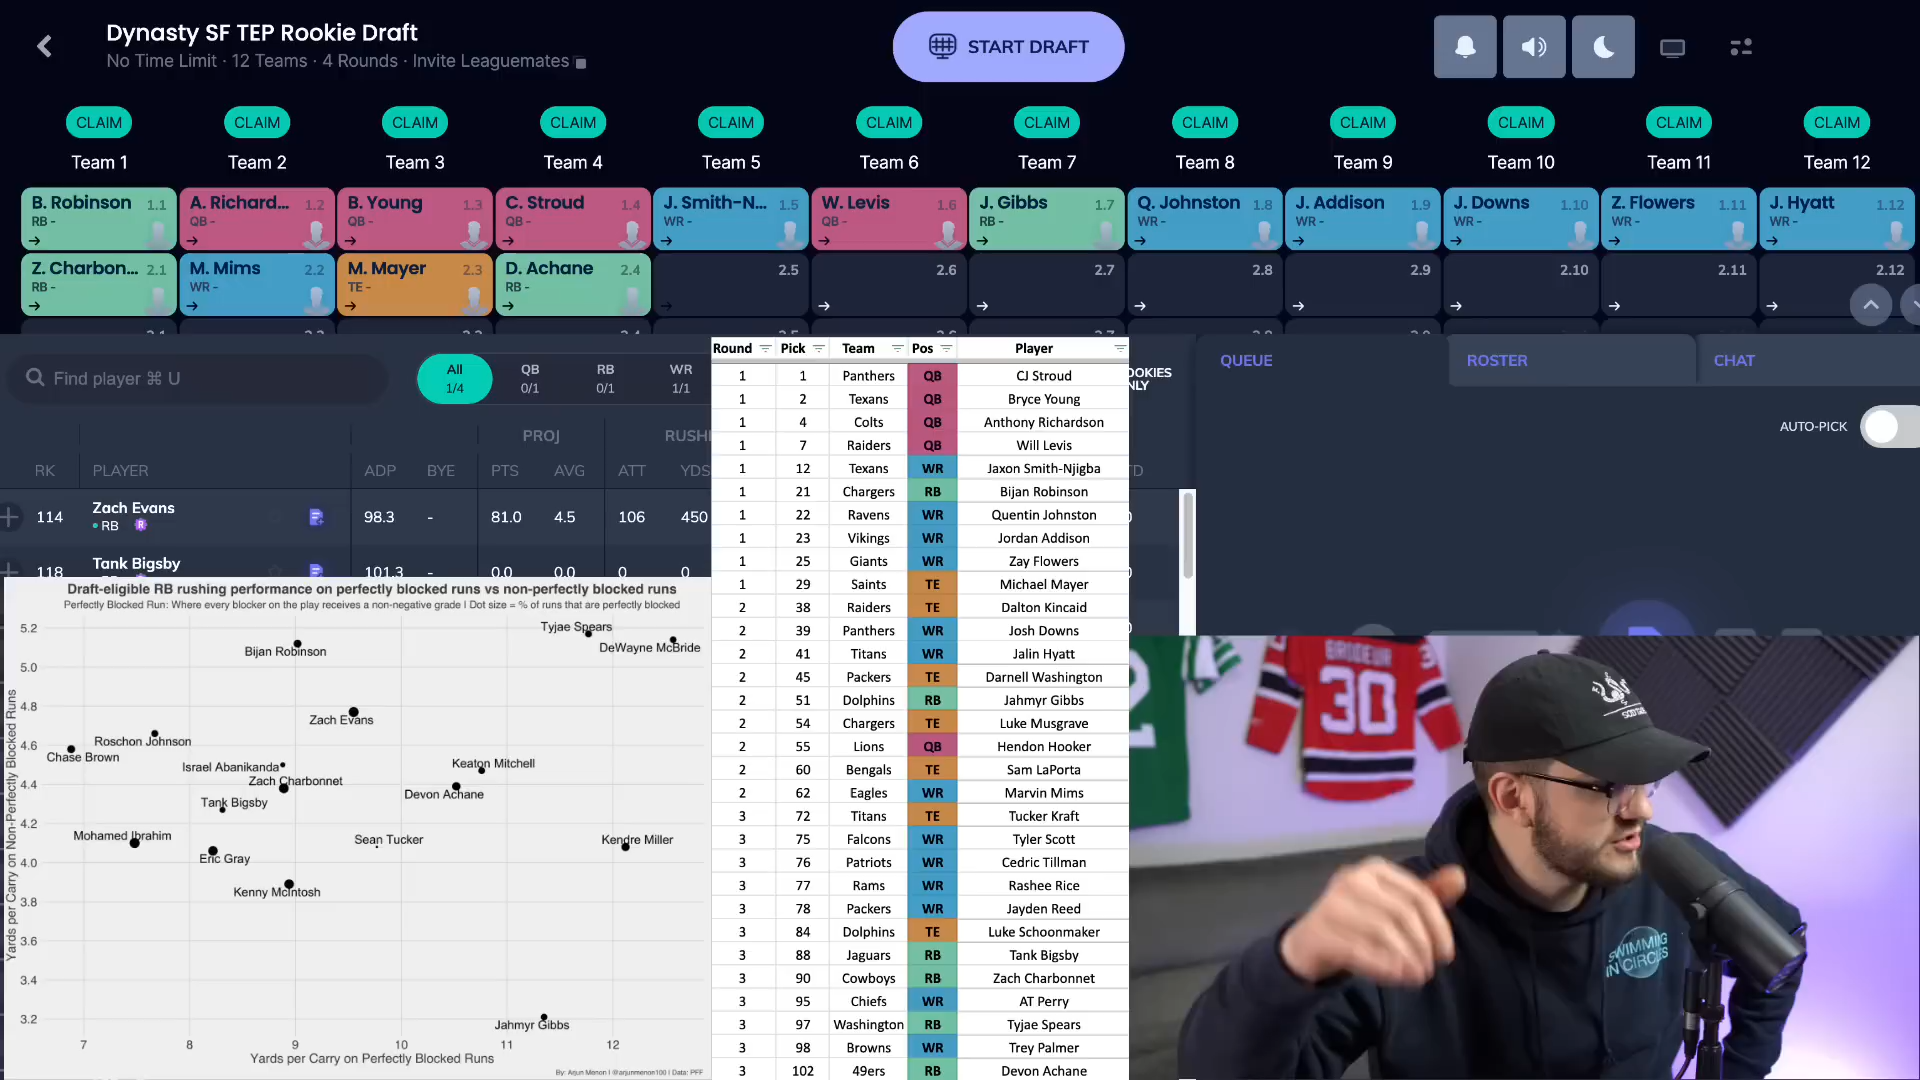 Dynasty SF TEP Rookie Draft
No Time Limit · 12 Teams · 4 Rounds · Invite Leaguemates
START DRAFT
CLAIM CLAIM CLAIM CLAIM CLAIM CLAIM CLAIM CLAIM CLAIM CLAIM CLAIM CLAIM
Team 1 Team 2 Team 3 Team 4 Team 5 Team 6 Team 7 Team 8 Team 9 Team 10 Team 11 Team 12
B. Robinson 1.1 A. Richard... 1.2 B. Young 1.3 C. Stroud 1.4 J. Smith-N... 1.5 W. Levis 1.6 J. Gibbs 1.7 Q. Johnston 1.8 J. Addison 1.9 J. Downs 1.10 Z. Flowers 1.11 J. Hyatt 1.12
RB - QB - QB - QB - WR - QB - RB - WR - WR - WR - WR - WR -
Z. Charbon... 2.1 M. Mims 2.2 M. Mayer 2.3 D. Achane 2.4 2.5 2.6 2.7 2.8 2.9 2.10 2.11 2.12
RB - WR - TE - RB -
Find player ⌘ U
All QB RB WR
1/4 0/1 0/1 1/1
PROJ RUSHI
RK PLAYER ADP BYE PTS AVG ATT YDS
114 Zach Evans 98.3 - 81.0 4.5 106 450
RB R
118 Tank Bigsby 101.3 - 0.0 0.0 0 0
OOKIES
NLY
TD
QUEUE ROSTER CHAT
AUTO-PICK
Round Pick Team Pos Player
1 1 Panthers QB CJ Stroud
1 2 Texans QB Bryce Young
1 4 Colts QB Anthony Richardson
1 7 Raiders QB Will Levis
1 12 Texans WR Jaxon Smith-Njigba
1 21 Chargers RB Bijan Robinson
1 22 Ravens WR Quentin Johnston
1 23 Vikings WR Jordan Addison
1 25 Giants WR Zay Flowers
1 29 Saints TE Michael Mayer
2 38 Raiders TE Dalton Kincaid
2 39 Panthers WR Josh Downs
2 41 Titans WR Jalin Hyatt
2 45 Packers TE Darnell Washington
2 51 Dolphins RB Jahmyr Gibbs
2 54 Chargers TE Luke Musgrave
2 55 Lions QB Hendon Hooker
2 60 Bengals TE Sam LaPorta
2 62 Eagles WR Marvin Mims
3 72 Titans TE Tucker Kraft
3 75 Falcons WR Tyler Scott
3 76 Patriots WR Cedric Tillman
3 77 Rams WR Rashee Rice
3 78 Packers WR Jayden Reed
3 84 Dolphins TE Luke Schoonmaker
3 88 Jaguars RB Tank Bigsby
3 90 Cowboys RB Zach Charbonnet
3 95 Chiefs WR AT Perry
3 97 Washington RB Tyjae Spears
3 98 Browns WR Trey Palmer
3 102 49ers RB Devon Achane
Draft-eligible RB rushing performance on perfectly blocked runs vs non-perfectly blocked runs
Perfectly Blocked Run: Where every blocker on the play receives a non-negative grade | Dot size = % of runs that are perfectly blocked
Yards per Carry on Non-Perfectly Blocked Runs
5.2
5.0
4.8
4.6
4.4
4.2
4.0
3.8
3.6
3.4
3.2
Tyjae Spears
DeWayne McBride
Bijan Robinson
Zach Evans
Roschon Johnson
Chase Brown
Israel Abanikanda
Keaton Mitchell
Zach Charbonnet
Devon Achane
Tank Bigsby
Mohamed Ibrahim
Sean Tucker
Kendre Miller
Eric Gray
Kenny McIntosh
Jahmyr Gibbs
7 8 9 10 11 12
Yards per Carry on Perfectly Blocked Runs
By: Arjun Menon | @arjunmenon100 | Data: PFF
BRODEUR
30
SWIMMING
IN CIRCLES